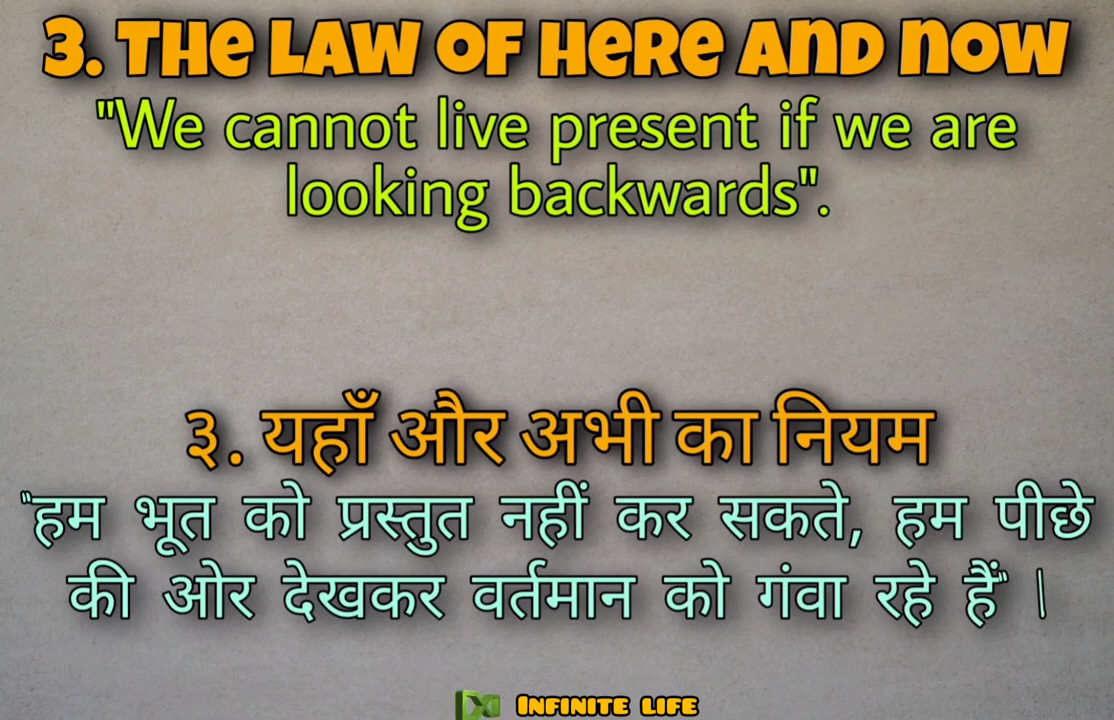 3. THE LAW OF HERE AND NOW
"We cannot live present if we are
looking backwards".
३. यहाँ और अभी का नियम
"हम भूत को प्रस्तुत नहीं कर सकते, हम पीछे
की ओर देखकर वर्तमान को गंवा रहे हैं" |
INFINITE LIFE